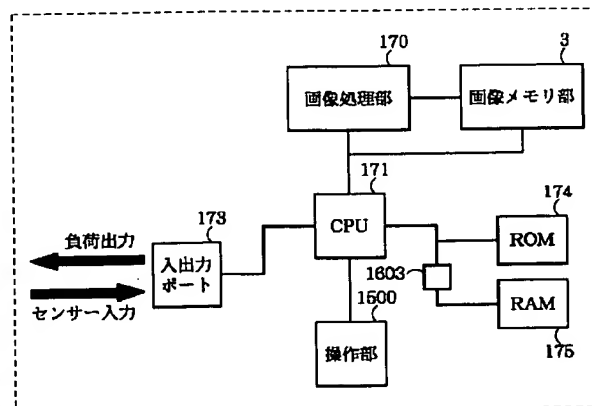 170
3
画像処理部
画像メモリ部
171
CPU
173
174
負荷出力
入出力
ポート
センサー入力
ROM
1603
RAM
175
1500
操作部